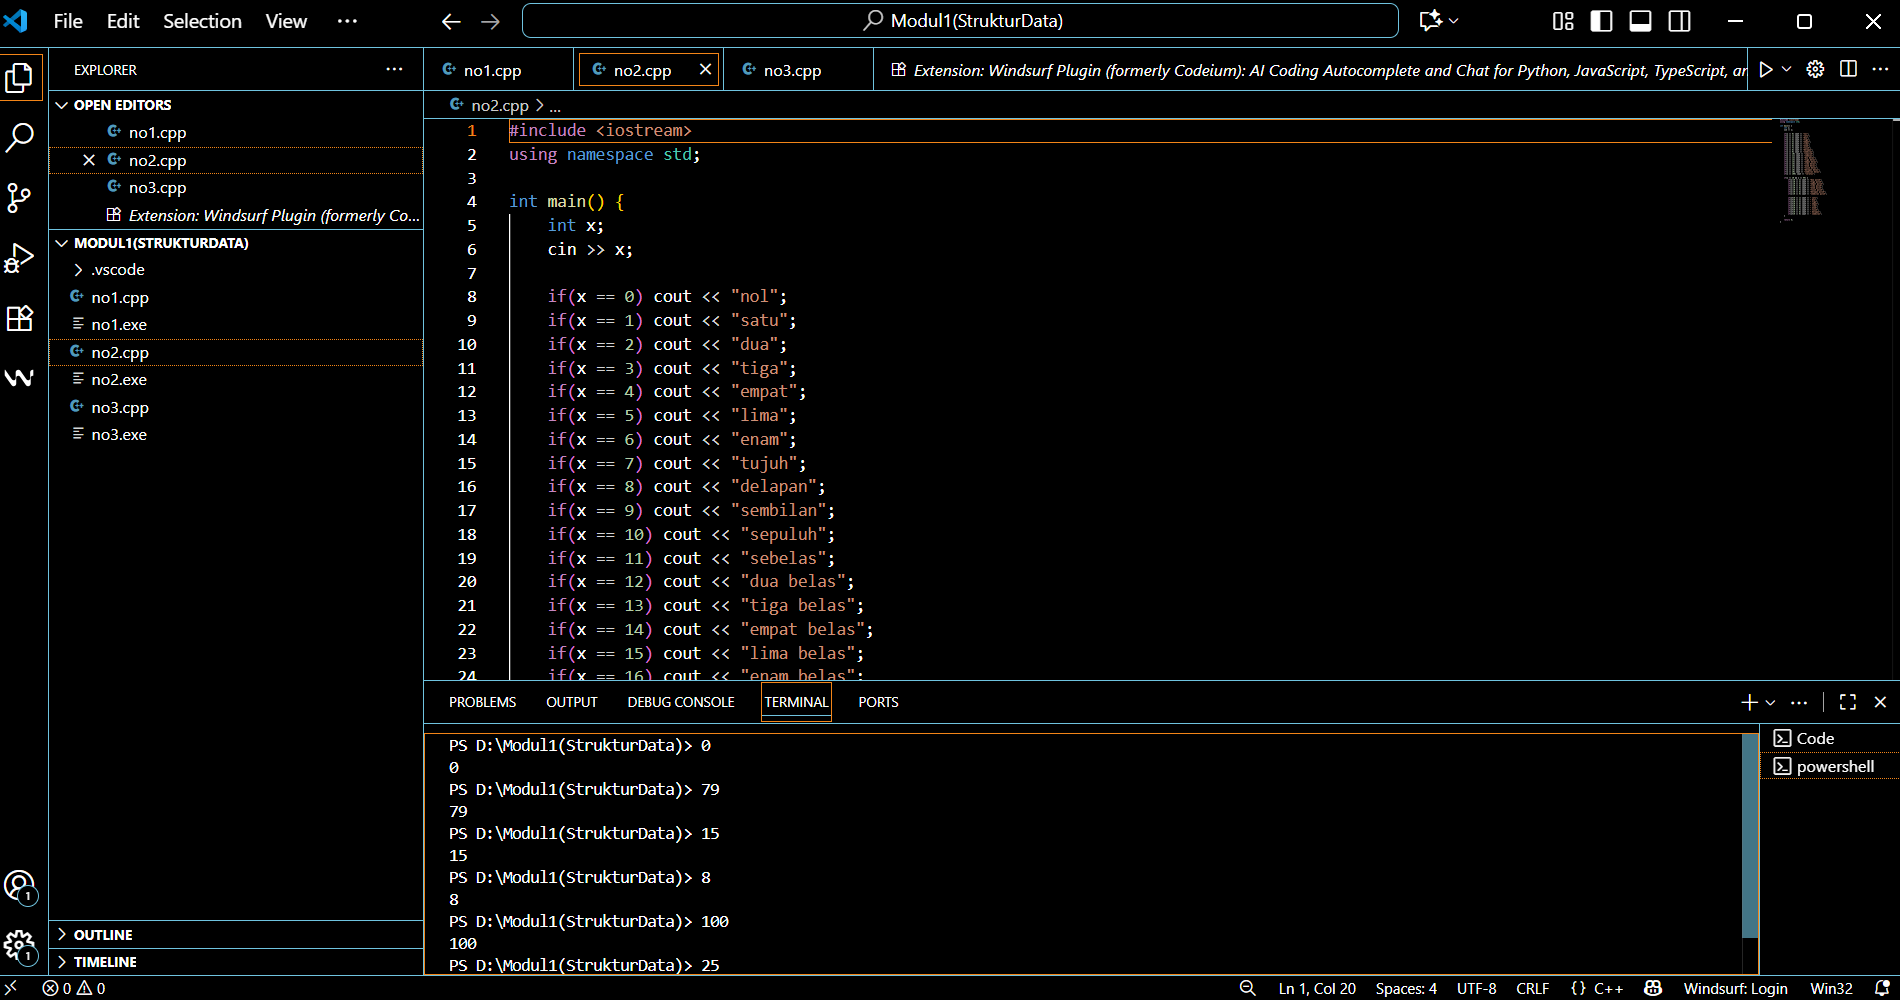 File Edit Selection View ···
Modul1(StrukturData)
EXPLORER ···
OPEN EDITORS
no1.cpp
no2.cpp
no3.cpp
Extension: Windsurf Plugin (formerly Co...
MODUL1(STRUKTURDATA)
.vscode
no1.cpp
no1.exe
no2.cpp
no2.exe
no3.cpp
no3.exe
OUTLINE
TIMELINE
1
1
no1.cpp no2.cpp no3.cpp Extension: Windsurf Plugin (formerly Codeium): AI Coding Autocomplete and Chat for Python, JavaScript, TypeScript, ar
no2.cpp > ...
1 #include <iostream>
2 using namespace std;
3
4 int main() {
5 int x;
6 cin >> x;
7
8 if(x == 0) cout << "nol";
9 if(x == 1) cout << "satu";
10 if(x == 2) cout << "dua";
11 if(x == 3) cout << "tiga";
12 if(x == 4) cout << "empat";
13 if(x == 5) cout << "lima";
14 if(x == 6) cout << "enam";
15 if(x == 7) cout << "tujuh";
16 if(x == 8) cout << "delapan";
17 if(x == 9) cout << "sembilan";
18 if(x == 10) cout << "sepuluh";
19 if(x == 11) cout << "sebelas";
20 if(x == 12) cout << "dua belas";
21 if(x == 13) cout << "tiga belas";
22 if(x == 14) cout << "empat belas";
23 if(x == 15) cout << "lima belas";
24 if(x == 16) cout << "enam belas";
PROBLEMS OUTPUT DEBUG CONSOLE TERMINAL PORTS
PS D:\Modul1(StrukturData)> 0
0
PS D:\Modul1(StrukturData)> 79
79
PS D:\Modul1(StrukturData)> 15
15
PS D:\Modul1(StrukturData)> 8
8
PS D:\Modul1(StrukturData)> 100
100
PS D:\Modul1(StrukturData)> 25
Code
powershell
0 0 Ln 1, Col 20 Spaces: 4 UTF-8 CRLF {} C++ Windsurf: Login Win32